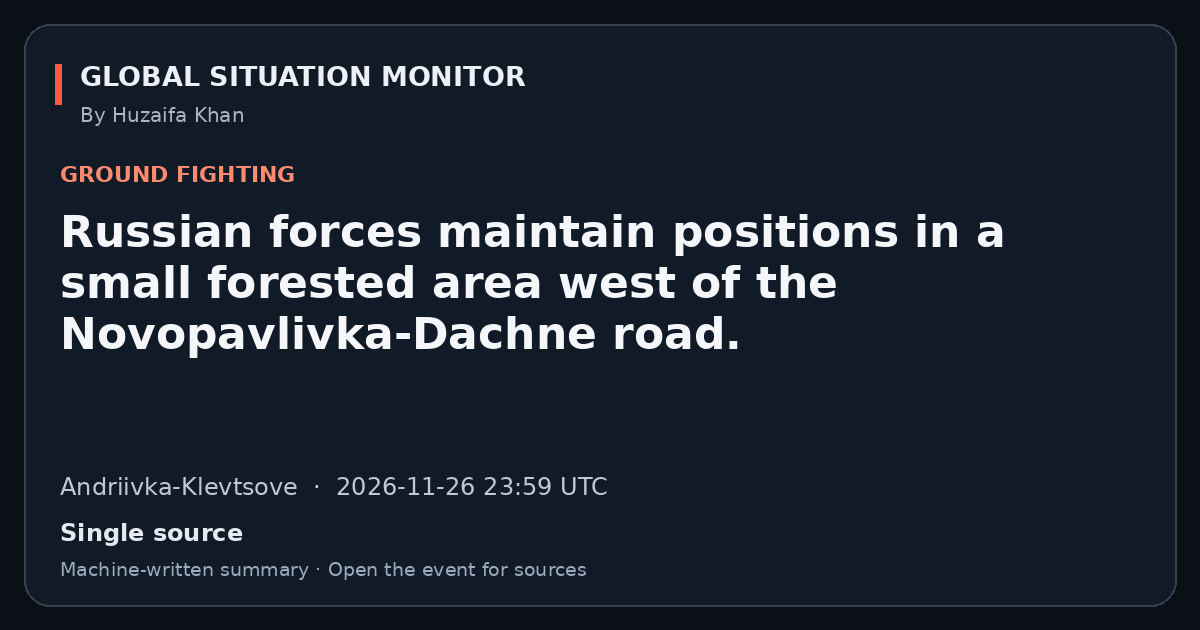 GLOBAL SITUATION MONITOR
By Huzaifa Khan
GROUND FIGHTING
Russian forces maintain positions in a
small forested area west of the
Novopavlivka-Dachne road.
Andriivka-Klevtsove · 2026-11-26 23:59 UTC
Single source
Machine-written summary · Open the event for sources